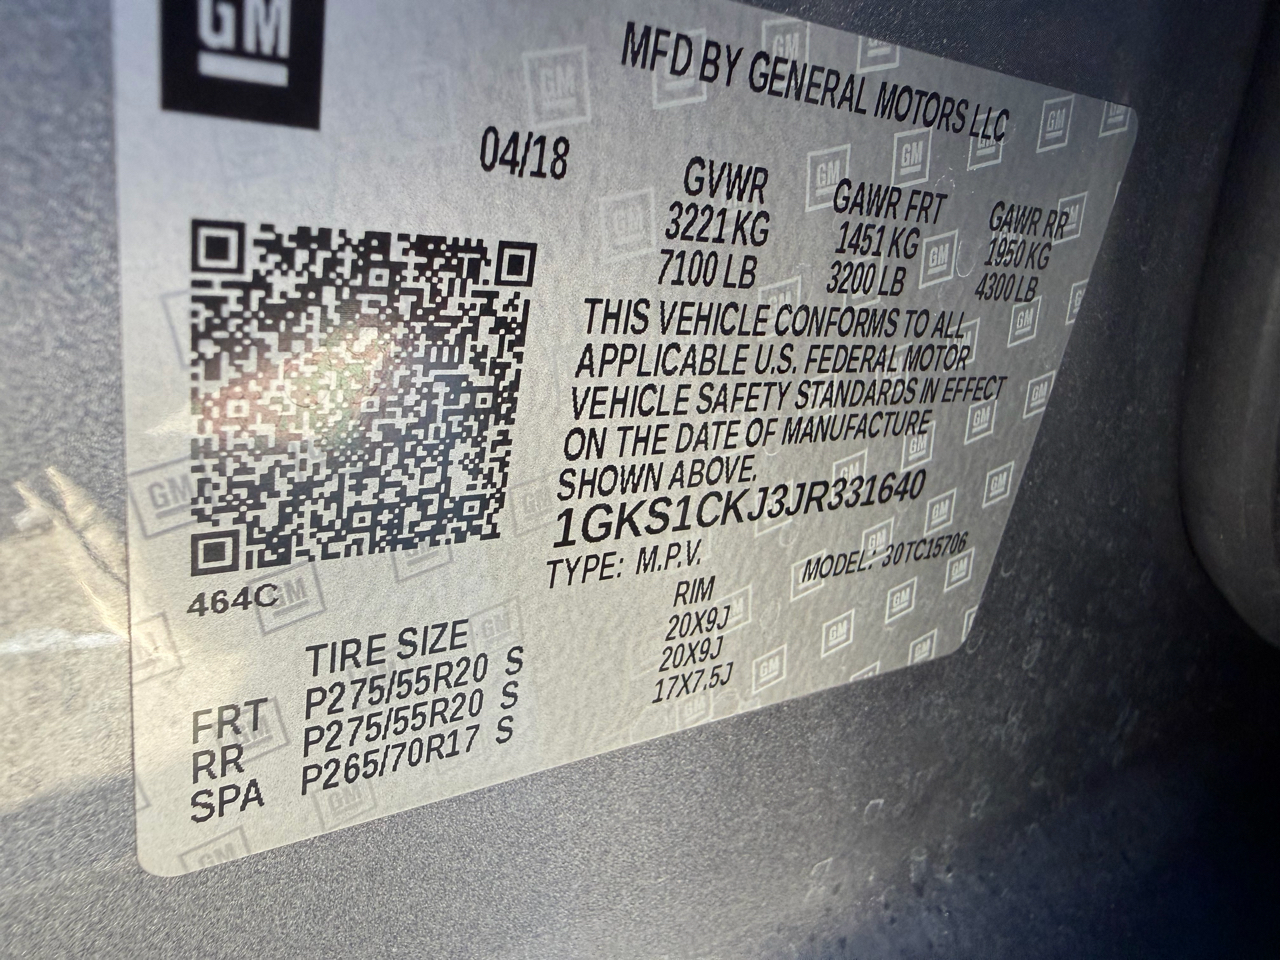 GM
MFD BY GENERAL MOTORS LLC
04/18
GVWR GAWR FRT GAWR RR
3221 KG 1451 KG 1950 KG
7100 LB 3200 LB 4300 LB
THIS VEHICLE CONFORMS TO ALL
APPLICABLE U.S. FEDERAL MOTOR
VEHICLE SAFETY STANDARDS IN EFFECT
ON THE DATE OF MANUFACTURE
SHOWN ABOVE.
1GKS1CKJ3JR331640
TYPE: M.P.V. MODEL: 30TC15706
464C
TIRE SIZE RIM
FRT P275/55R20 S 20X9J
RR P275/55R20 S 20X9J
SPA P265/70R17 S 17X7.5J